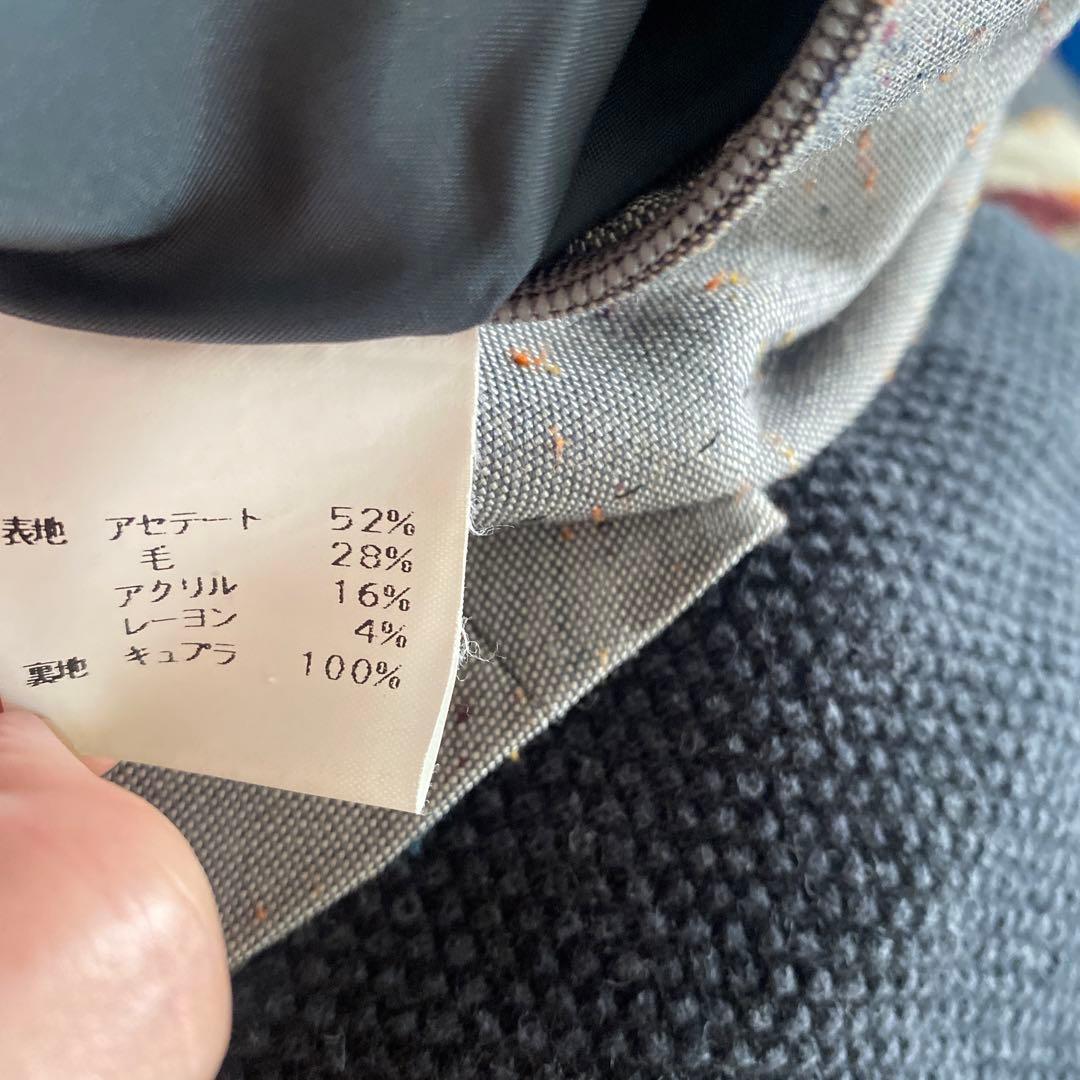 表地 アセテート 52%
毛 28%
アクリル 16%
レーヨン 4%
裏地 キュプラ 100%